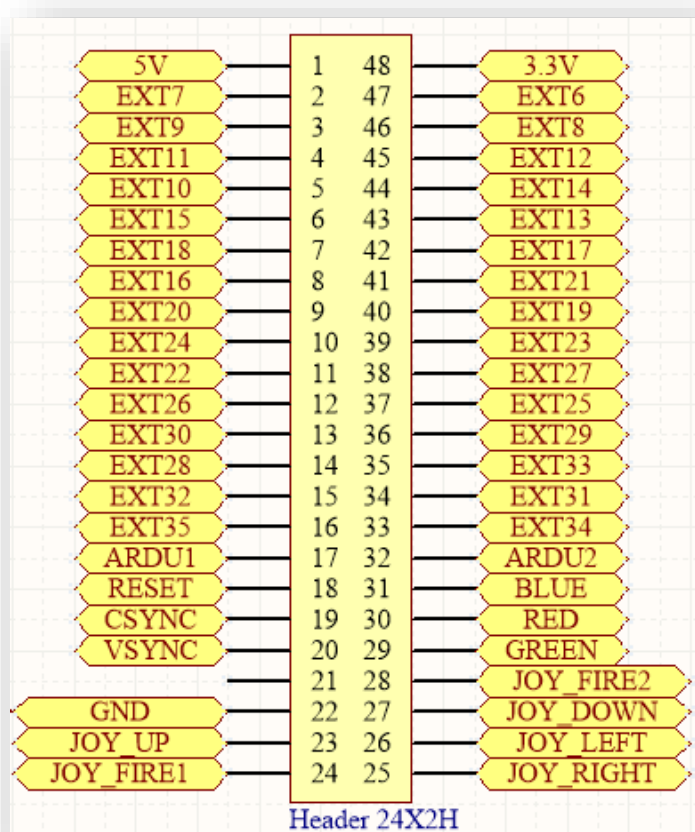 5V 1 48 3.3V
EXT7 2 47 EXT6
EXT9 3 46 EXT8
EXT11 4 45 EXT12
EXT10 5 44 EXT14
EXT15 6 43 EXT13
EXT18 7 42 EXT17
EXT16 8 41 EXT21
EXT20 9 40 EXT19
EXT24 10 39 EXT23
EXT22 11 38 EXT27
EXT26 12 37 EXT25
EXT30 13 36 EXT29
EXT28 14 35 EXT33
EXT32 15 34 EXT31
EXT35 16 33 EXT34
ARDU1 17 32 ARDU2
RESET 18 31 BLUE
CSYNC 19 30 RED
VSYNC 20 29 GREEN
21 28 JOY_FIRE2
GND 22 27 JOY_DOWN
JOY_UP 23 26 JOY_LEFT
JOY_FIRE1 24 25 JOY_RIGHT
Header 24X2H